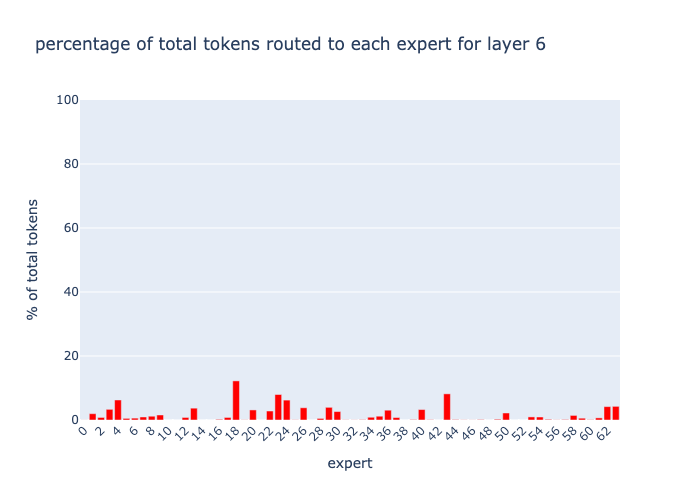 percentage of total tokens routed to each expert for layer 6
100
80
60
40
20
0
% of total tokens
0 2 4 6 8 10 12 14 16 18 20 22 24 26 28 30 32 34 36 38 40 42 44 46 48 50 52 54 56 58 60 62
expert